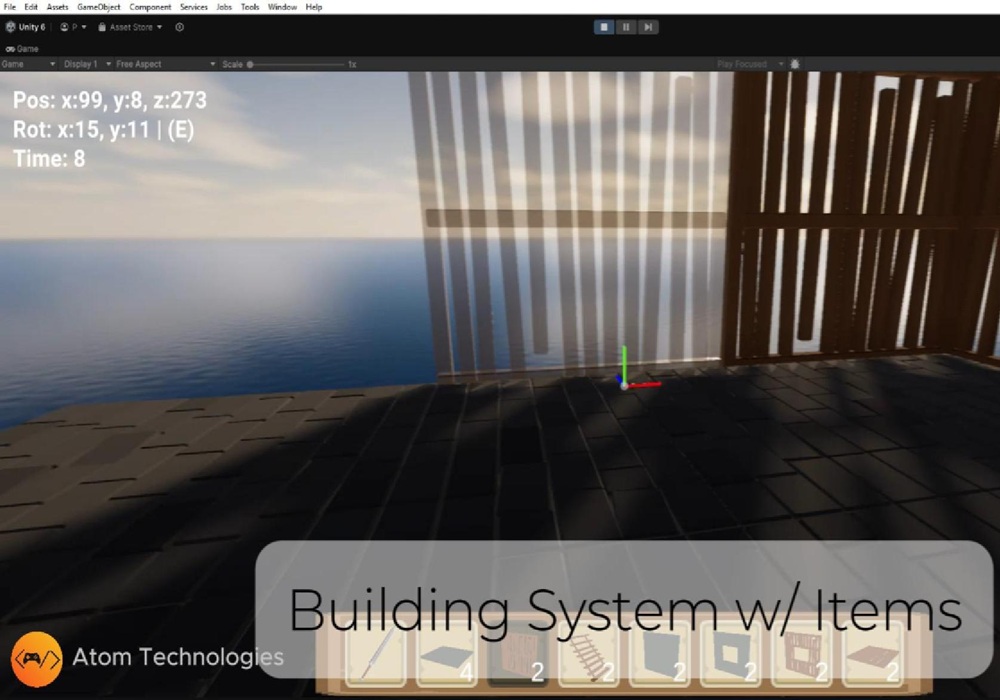 File Edit Assets GameObject Component Services Jobs Tools Window Help
Unity 6 P Asset Store
Game
Game Display 1 Free Aspect Scale 1x Play Focused
Pos: x:99, y:8, z:273
Rot: x:15, y:11 | (E)
Time: 8
Building System w/ Items
Atom Technologies
4 2 2 2 2 2 2